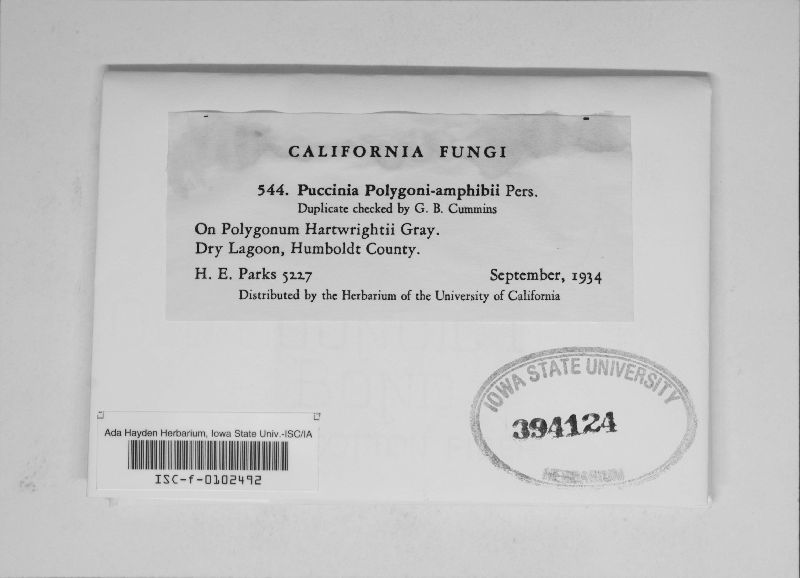 CALIFORNIA FUNGI
544. Puccinia Polygoni-amphibii Pers.
Duplicate checked by G. B. Cummins
On Polygonum Hartwrightii Gray.
Dry Lagoon, Humboldt County.
H. E. Parks 5227 September, 1934
Distributed by the Herbarium of the University of California
IOWA STATE UNIVERSITY
394124
HERBARIUM
Ada Hayden Herbarium, Iowa State Univ.-ISC/IA
ISC-f-0102492